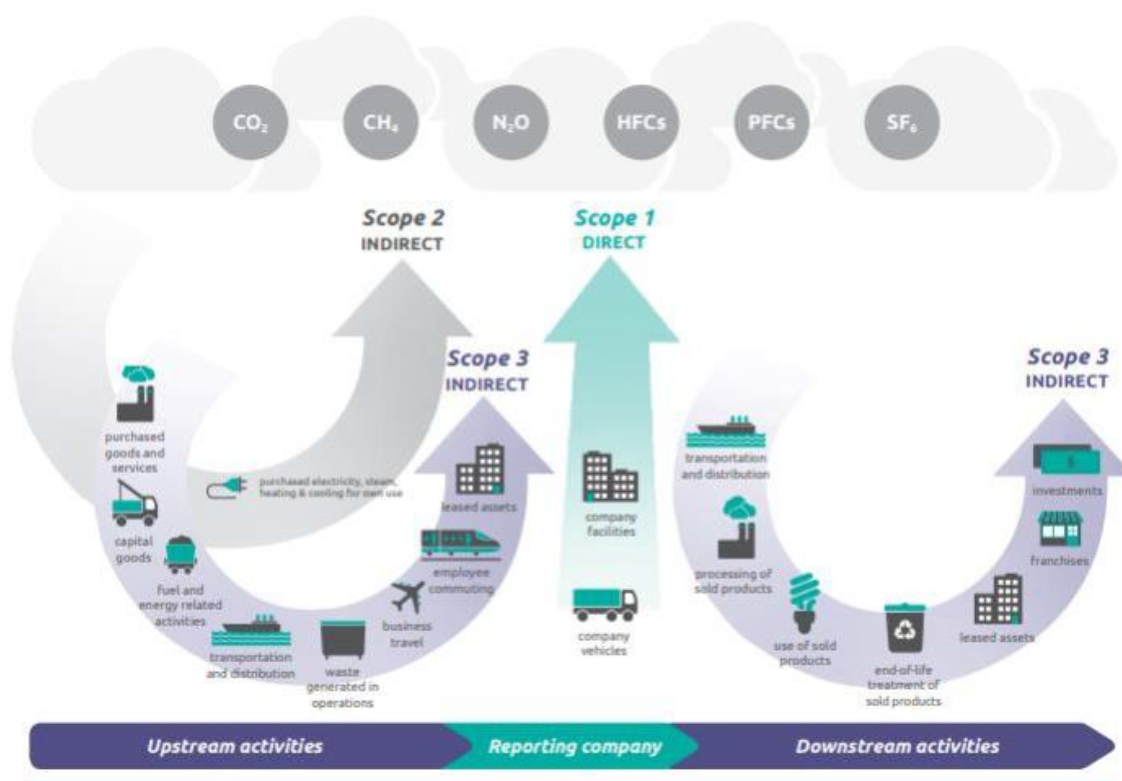 CO₂
CH₄
N₂O
HFCs
PFCs
SF₆
Scope 2
INDIRECT
Scope 1
DIRECT
Scope 3
INDIRECT
Scope 3
INDIRECT
purchased
goods and
services
capital
goods
fuel and
energy related
activities
transportation
and distribution
waste
generated in
operations
business
travel
employee
commuting
leased assets
purchased electricity, steam,
heating & cooling for own use
company
facilities
company
vehicles
transportation
and distribution
processing of
sold products
use of sold
products
end-of-life
treatment of
sold products
leased assets
franchises
investments
$
Upstream activities
Reporting company
Downstream activities